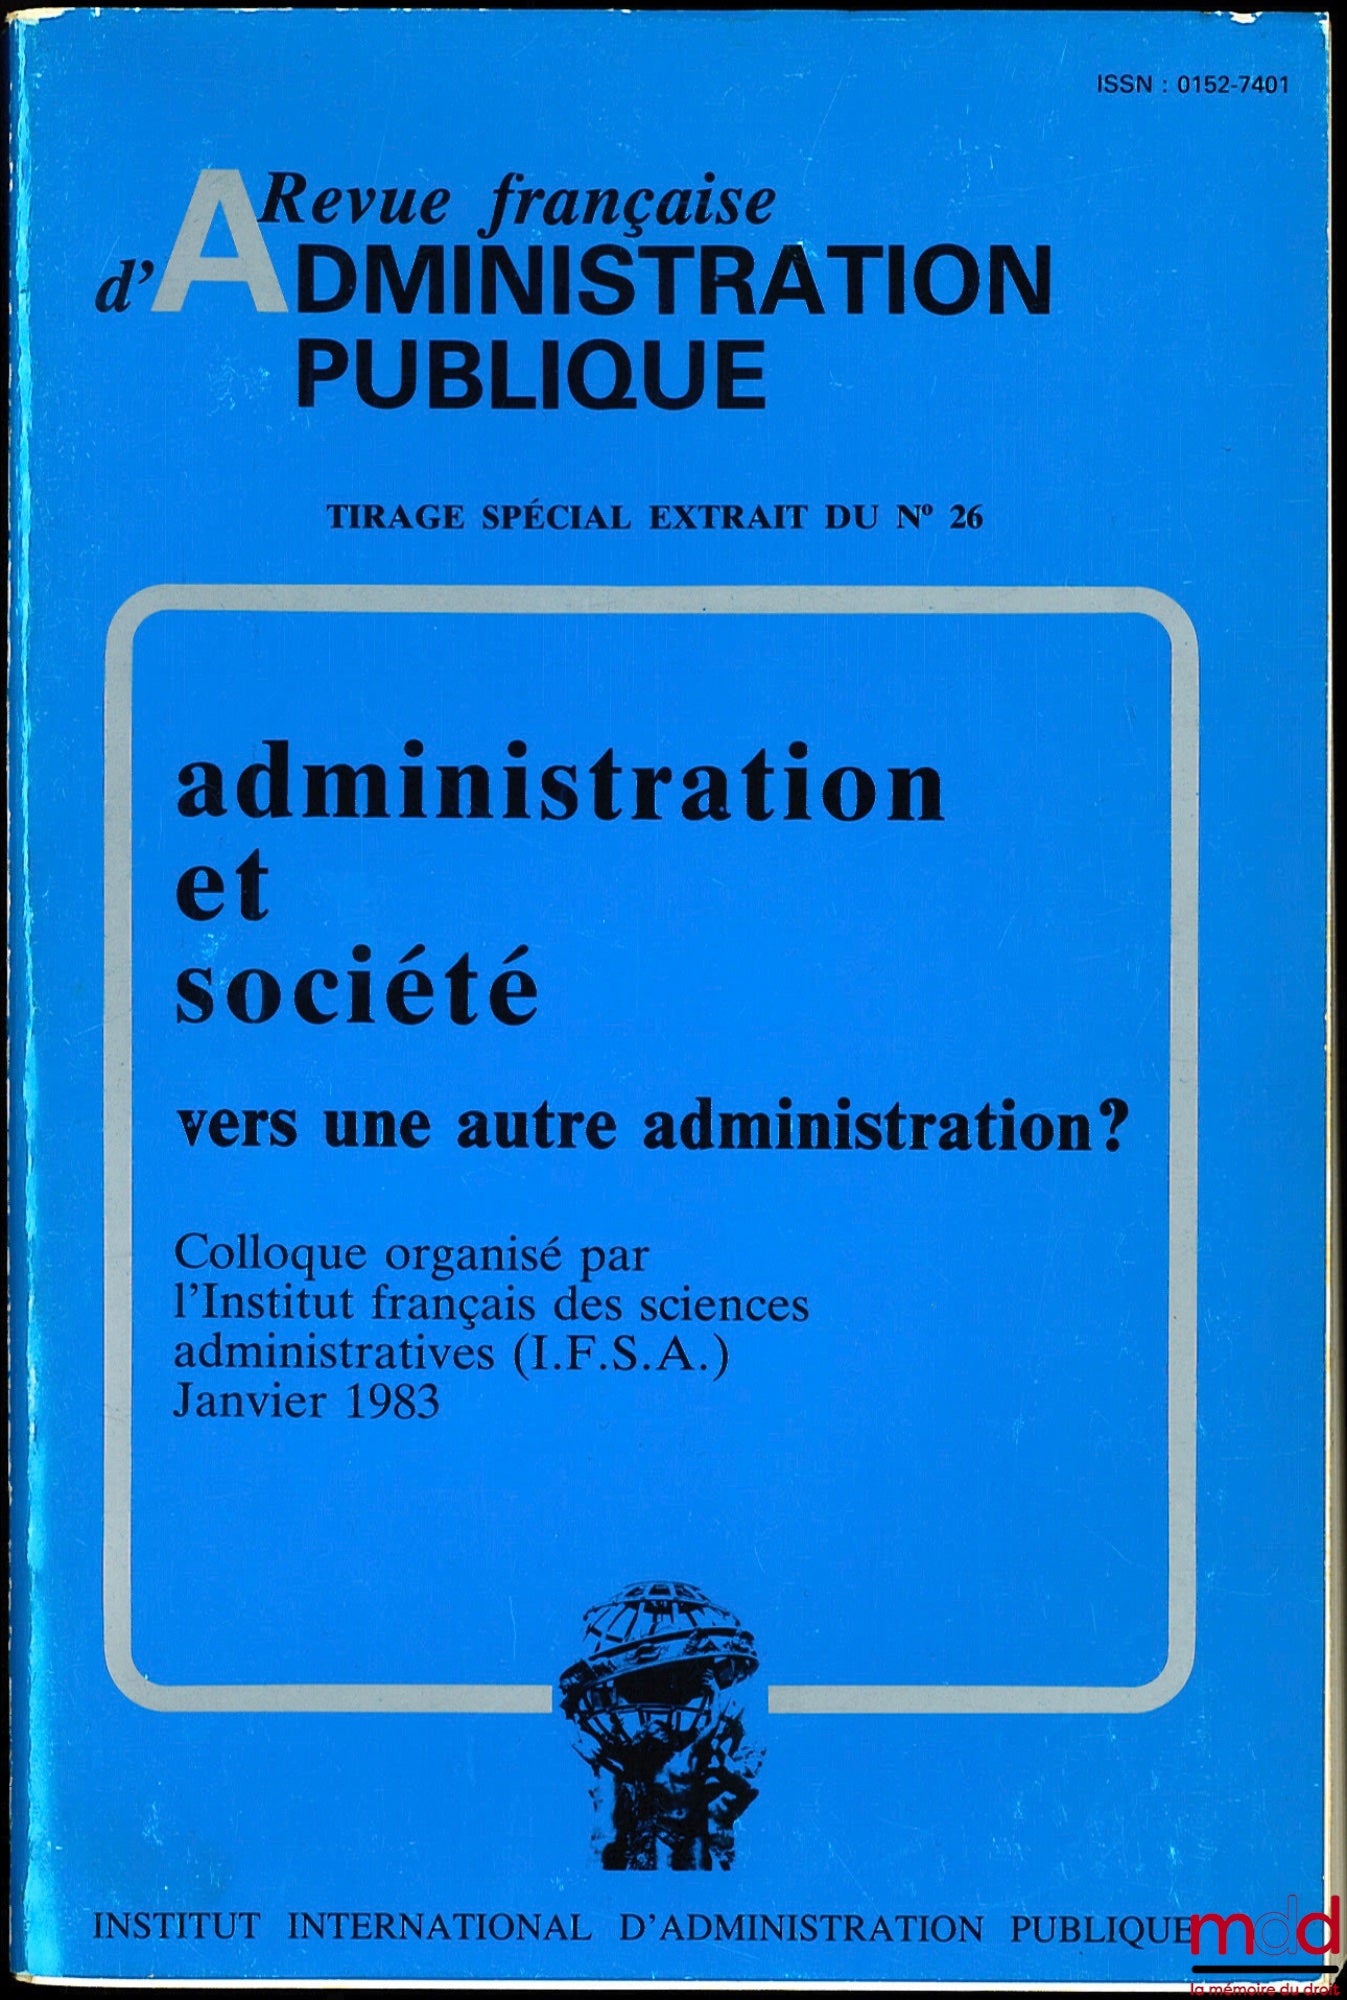 ISSN : 0152-7401
Revue française
d'ADMINISTRATION
PUBLIQUE
TIRAGE SPÉCIAL EXTRAIT DU Nº 26
administration
et
société
vers une autre administration?
Colloque organisé par
l'Institut français des sciences
administratives (I.F.S.A.)
Janvier 1983
INSTITUT INTERNATIONAL D'ADMINISTRATION PUBLIQUE
mdd
la mémoire du droit